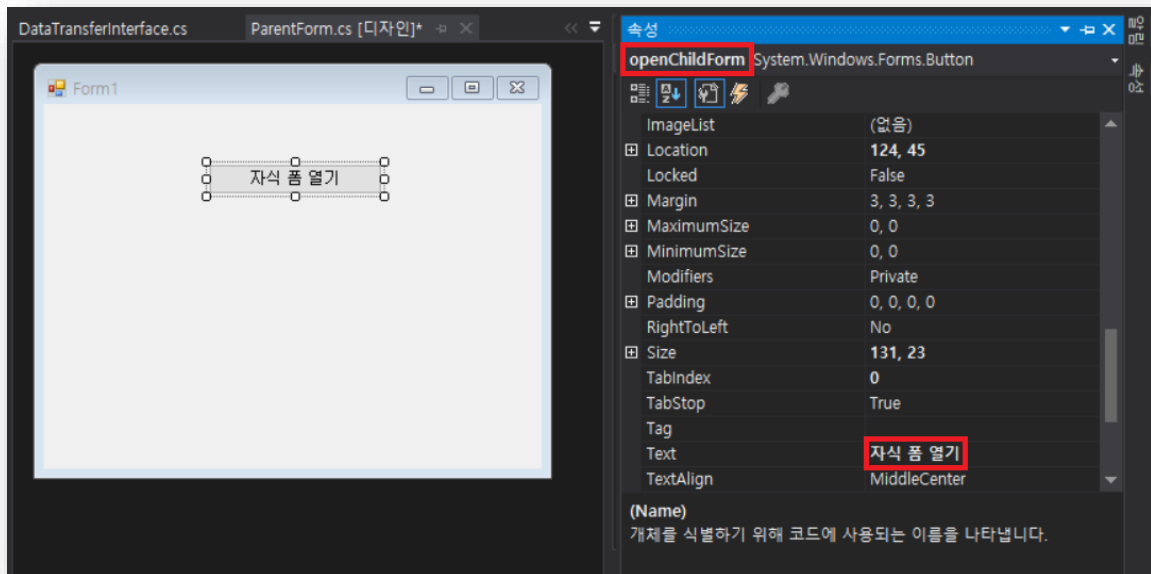 DataTransferInterface.cs
ParentForm.cs [디자인]*
Form1
자식 폼 열기
속성
openChildForm System.Windows.Forms.Button
ImageList (없음)
Location 124, 45
Locked False
Margin 3, 3, 3, 3
MaximumSize 0, 0
MinimumSize 0, 0
Modifiers Private
Padding 0, 0, 0, 0
RightToLeft No
Size 131, 23
TabIndex 0
TabStop True
Tag
Text 자식 폼 열기
TextAlign MiddleCenter
(Name)
개체를 식별하기 위해 코드에 사용되는 이름을 나타냅니다.